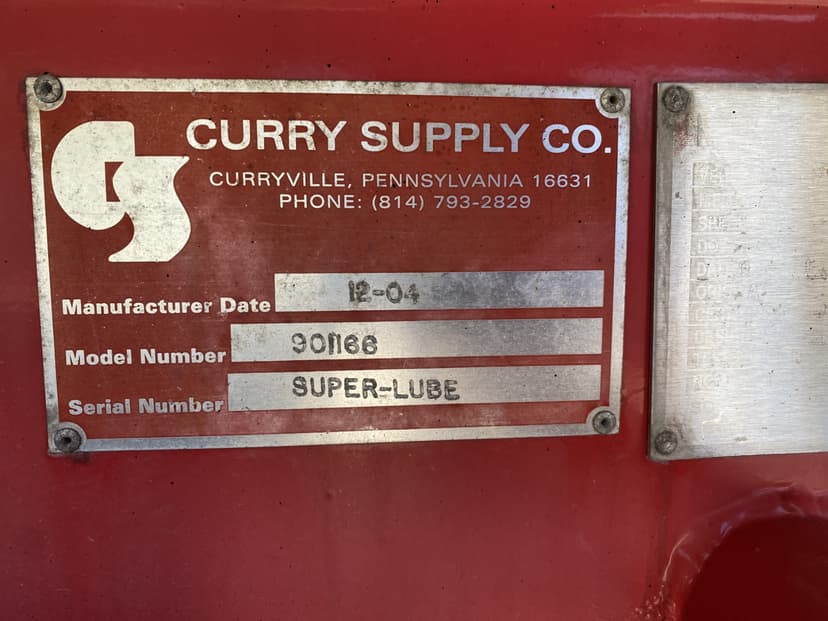 CURRY SUPPLY CO.
CURRYVILLE, PENNSYLVANIA 16631
PHONE: (814) 793-2829
Manufacturer Date 12-04
Model Number 901166
Serial Number SUPER-LUBE